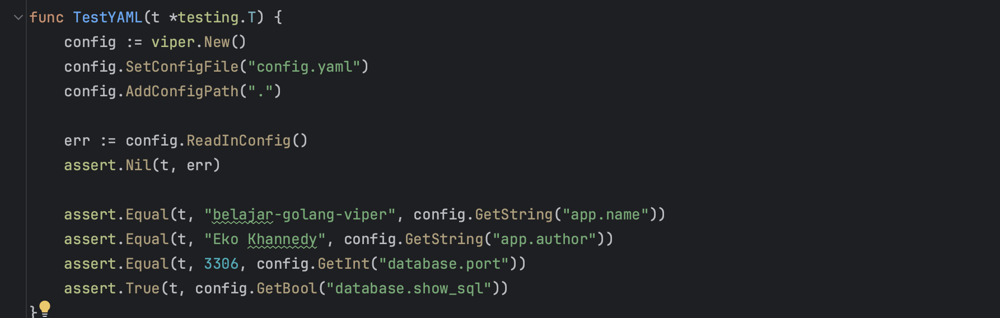 func TestYAML(t *testing.T) {
    config := viper.New()
    config.SetConfigFile("config.yaml")
    config.AddConfigPath(".")

    err := config.ReadInConfig()
    assert.Nil(t, err)

    assert.Equal(t, "belajar-golang-viper", config.GetString("app.name"))
    assert.Equal(t, "Eko Khannedy", config.GetString("app.author"))
    assert.Equal(t, 3306, config.GetInt("database.port"))
    assert.True(t, config.GetBool("database.show_sql"))
}